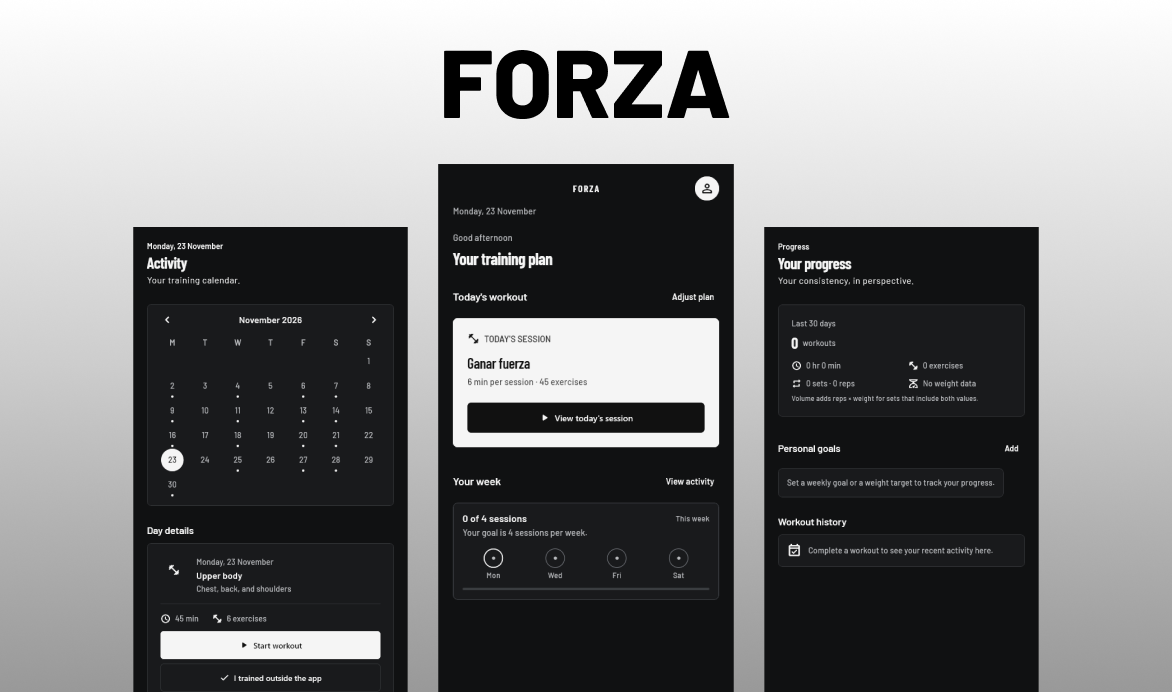 FORZA
Monday, 23 November
Activity
Your training calendar.
November 2026
M T W T F S S
1
2 3 4 5 6 7 8
9 10 11 12 13 14 15
16 17 18 19 20 21 22
23 24 25 26 27 28 29
30
Day details
Monday, 23 November
Upper body
Chest, back, and shoulders
45 min 6 exercises
Start workout
I trained outside the app
FORZA
Monday, 23 November
Good afternoon
Your training plan
Today's workout Adjust plan
TODAY'S SESSION
Ganar fuerza
6 min per session · 45 exercises
View today's session
Your week View activity
0 of 4 sessions This week
Your goal is 4 sessions per week.
Mon Wed Fri Sat
Progress
Your progress
Your consistency, in perspective.
Last 30 days
0 workouts
0 hr 0 min 0 exercises
0 sets · 0 reps No weight data
Volume adds reps × weight for sets that include both values.
Personal goals Add
Set a weekly goal or a weight target to track your progress.
Workout history
Complete a workout to see your recent activity here.